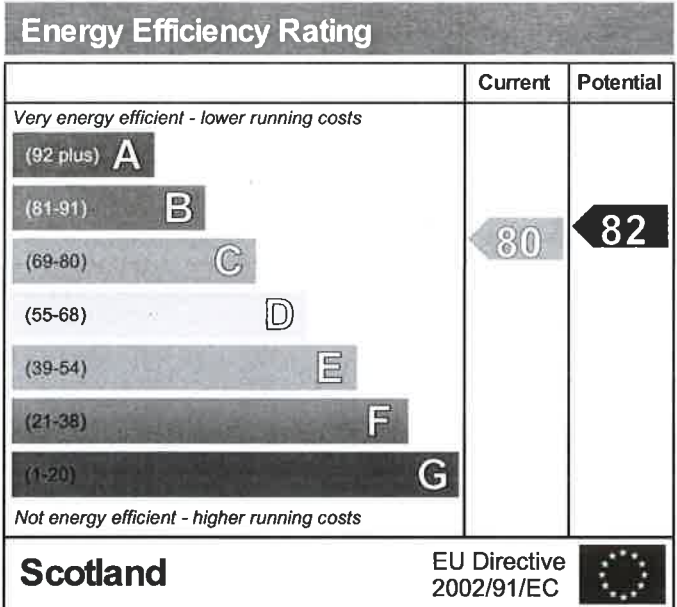 Energy Efficiency Rating
Current Potential
Very energy efficient - lower running costs
(92 plus) A
(81-91) B
(69-80) C
80
82
(55-68) D
(39-54) E
(21-38) F
(1-20) G
Not energy efficient - higher running costs
Scotland
EU Directive
2002/91/EC